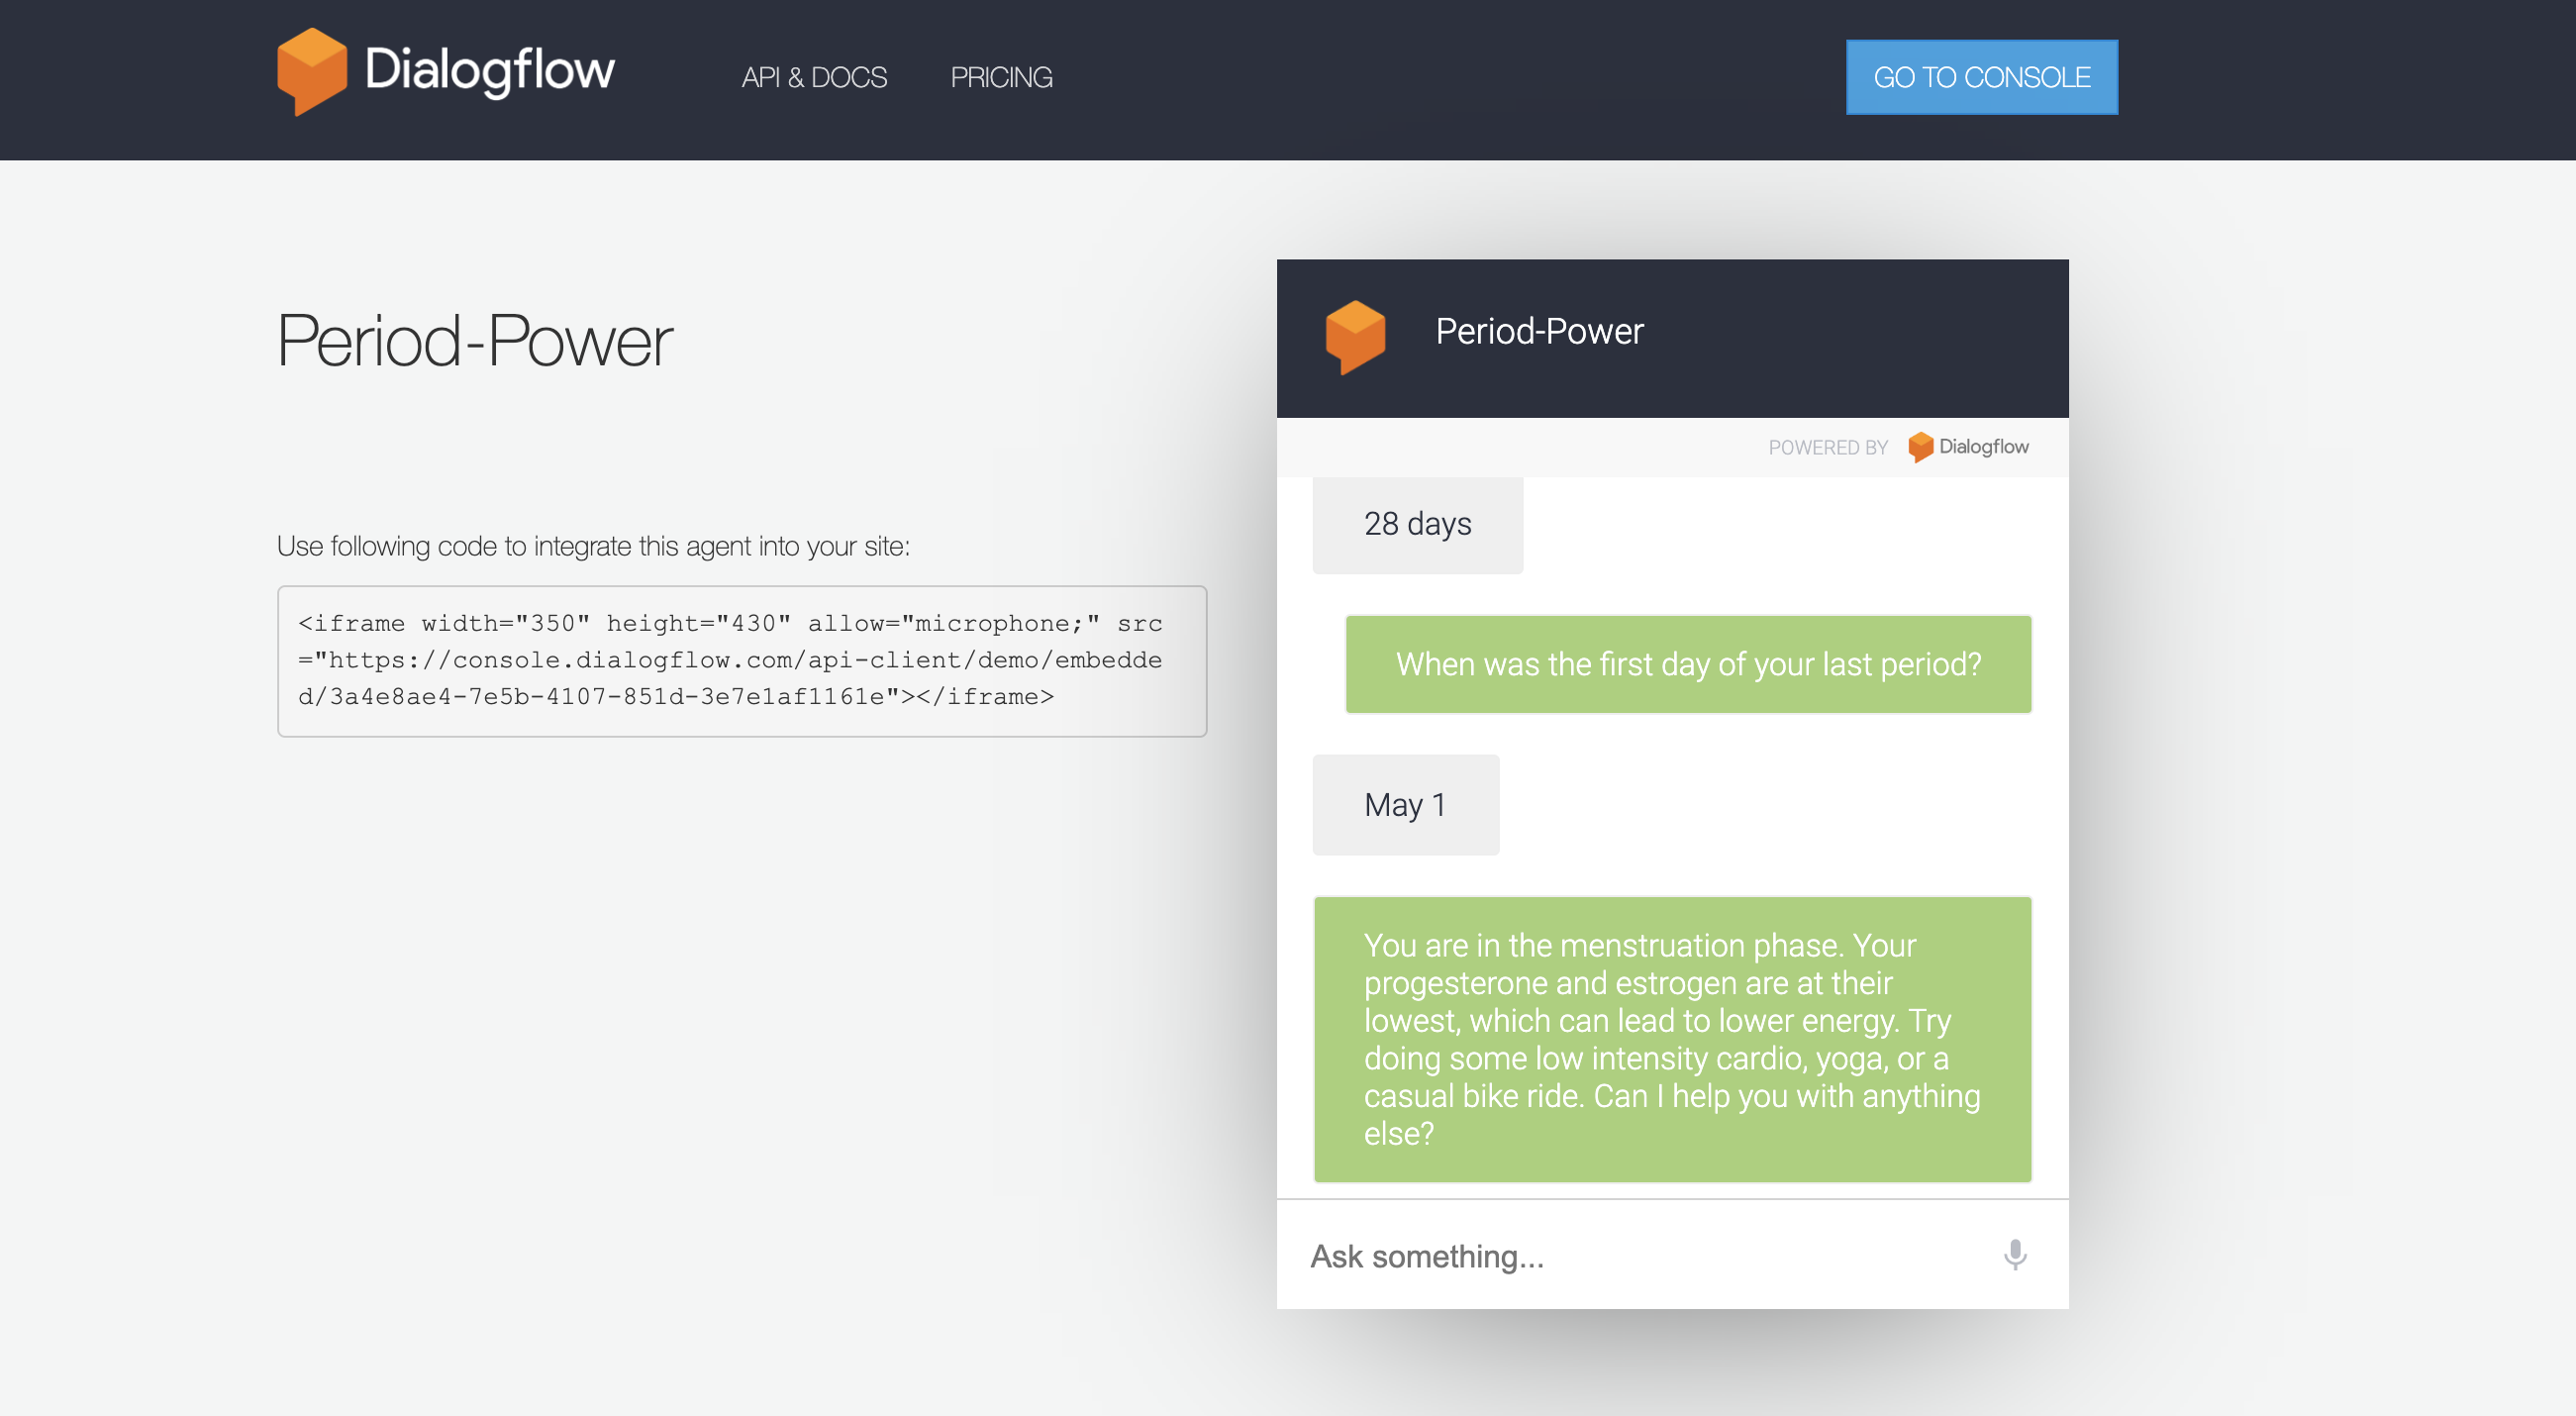 Dialogflow
API & DOCS
PRICING
GO TO CONSOLE
Period-Power
Use following code to integrate this agent into your site:
<iframe width="350" height="430" allow="microphone;" src
="https://console.dialogflow.com/api-client/demo/embedde
d/3a4e8ae4-7e5b-4107-851d-3e7e1af1161e"></iframe>
Period-Power
POWERED BY Dialogflow
28 days
When was the first day of your last period?
May 1
You are in the menstruation phase. Your
progesterone and estrogen are at their
lowest, which can lead to lower energy. Try
doing some low intensity cardio, yoga, or a
casual bike ride. Can I help you with anything
else?
Ask something...